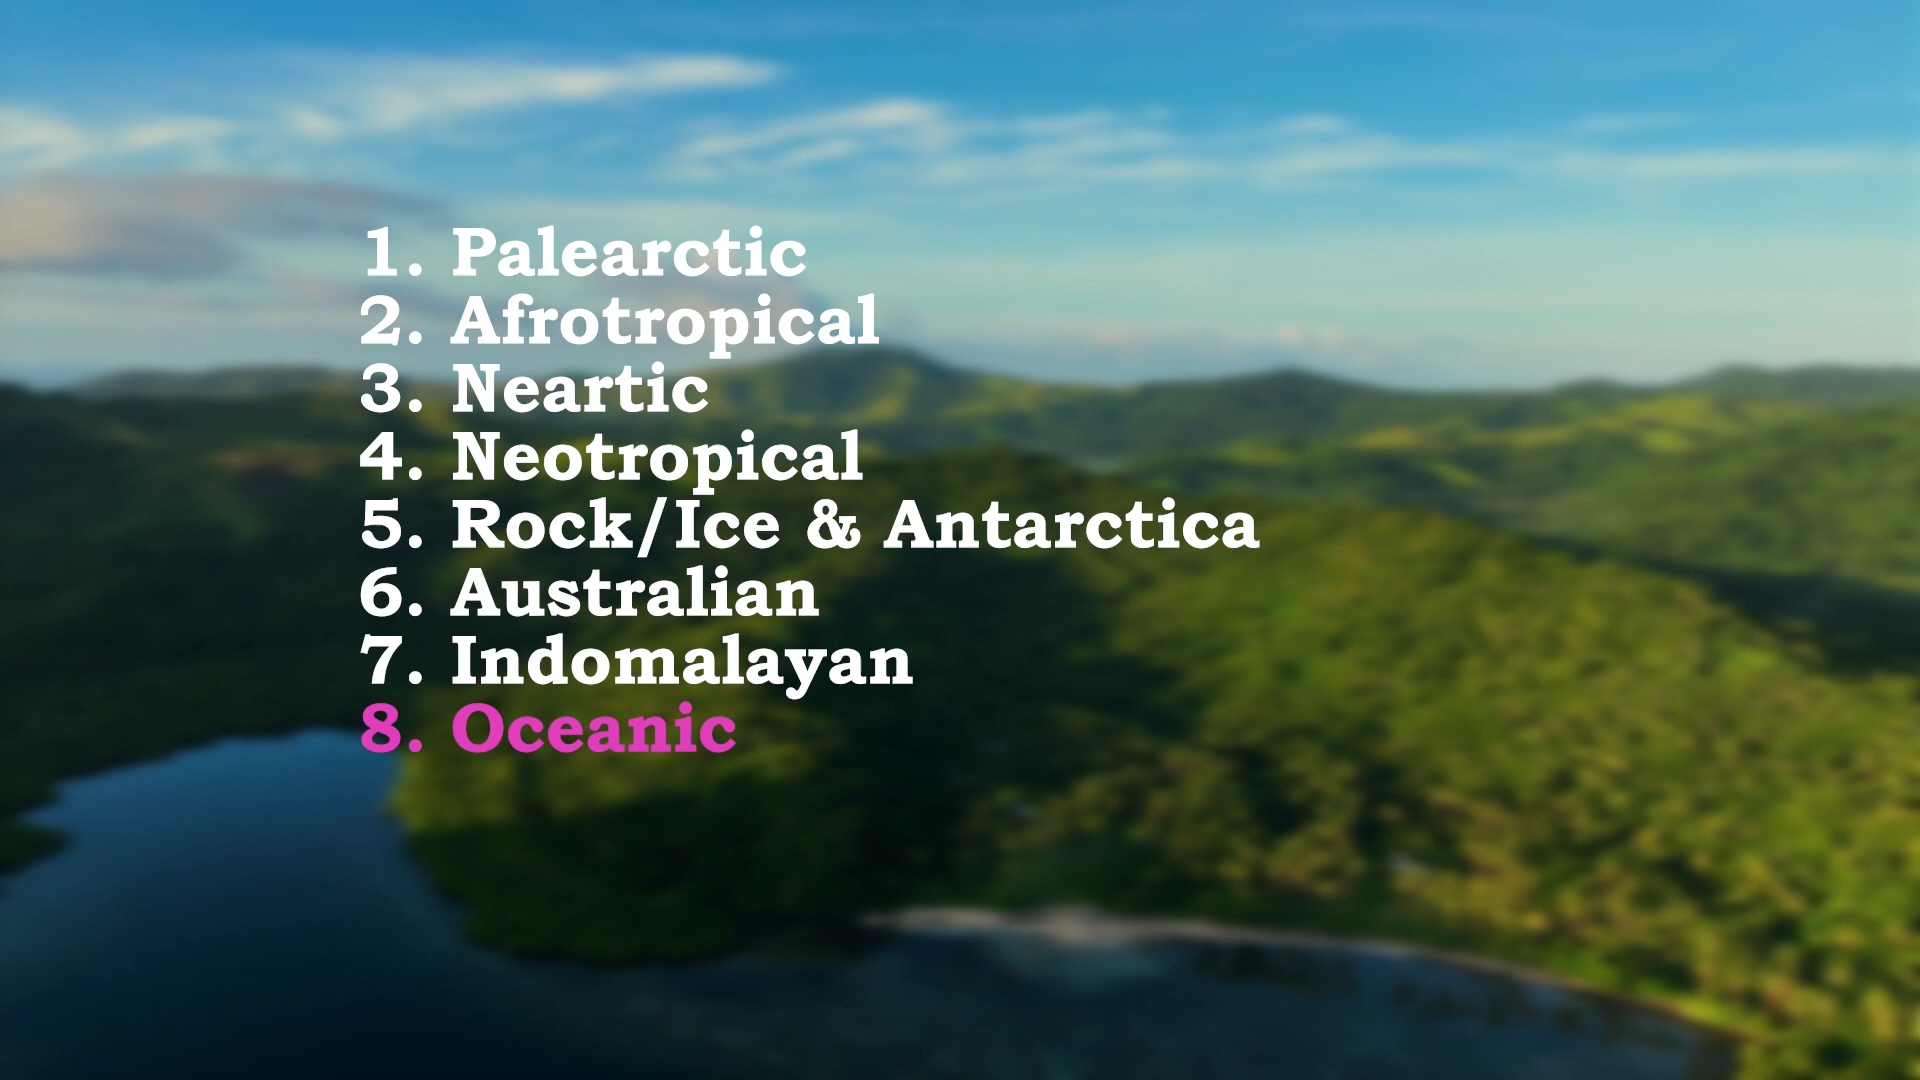 1. Palearctic
2. Afrotropical
3. Neartic
4. Neotropical
5. Rock/Ice & Antarctica
6. Australian
7. Indomalayan
8. Oceanic